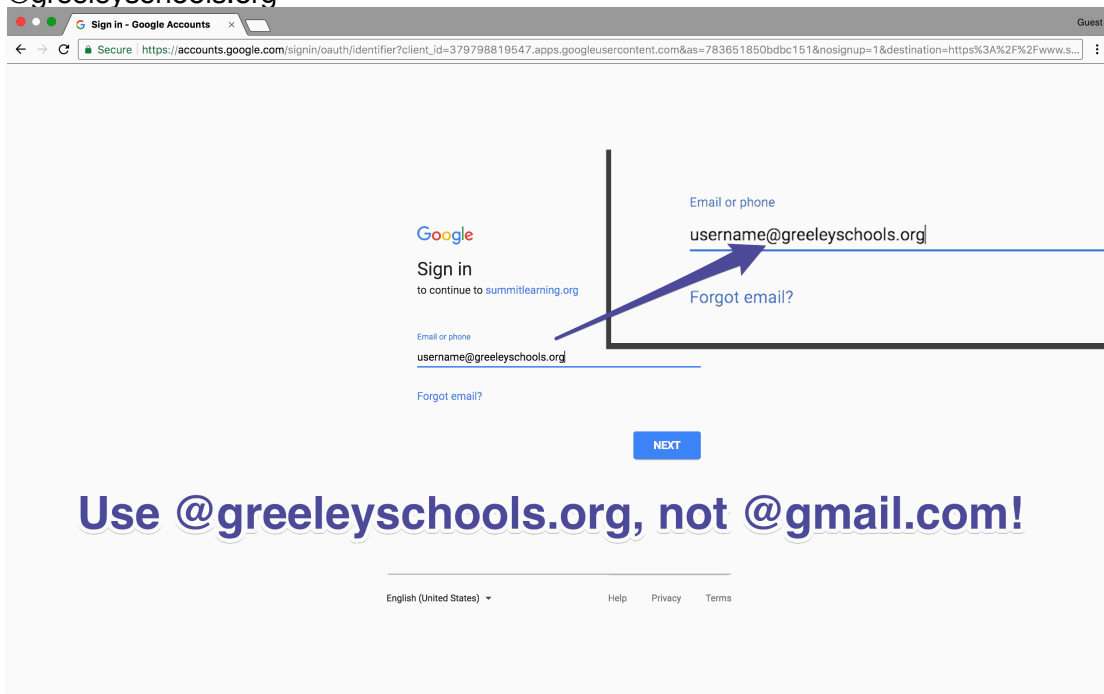 @greeleyschools.org
Sign in - Google Accounts ×
Guest
Secure https://accounts.google.com/signin/oauth/identifier?client_id=379798819547.apps.googleusercontent.com&as=783651850bdbc151&nosignup=1&destination=https%3A%2F%2Fwww.s...
Email or phone
username@greeleyschools.org
Forgot email?
Google
Sign in
to continue to summitlearning.org
Email or phone
username@greeleyschools.org
Forgot email?
NEXT
Use @greeleyschools.org, not @gmail.com!
English (United States)
Help Privacy Terms